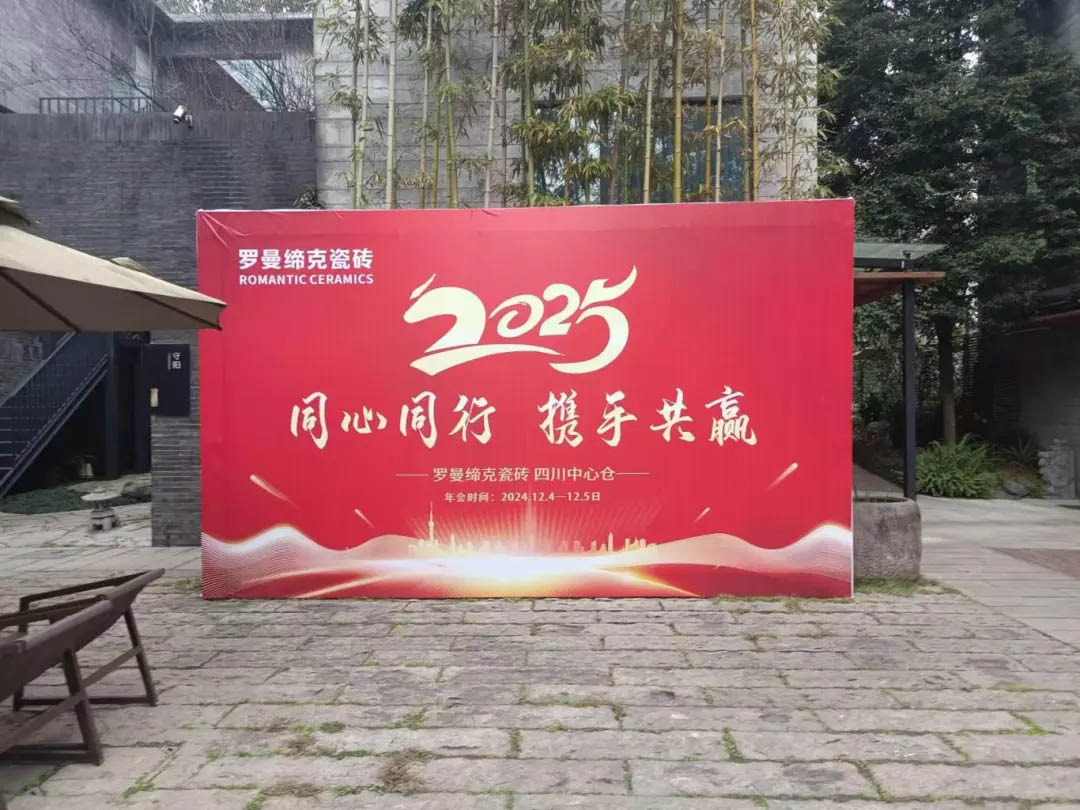 罗曼缔克瓷砖
ROMANTIC CERAMICS
2025
同心同行 携手共赢
罗曼缔克瓷砖 四川中心仓
年会时间：2024.12.4—12.5日
守阳